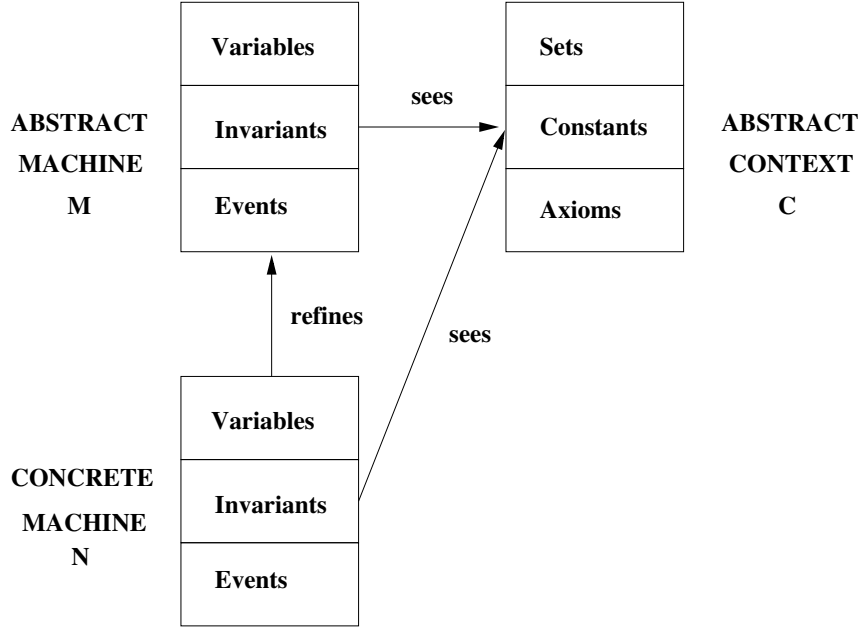 Variables
Invariants
Events
ABSTRACT
MACHINE
M
sees
Sets
Constants
Axioms
ABSTRACT
CONTEXT
C
refines
sees
Variables
Invariants
Events
CONCRETE
MACHINE
N